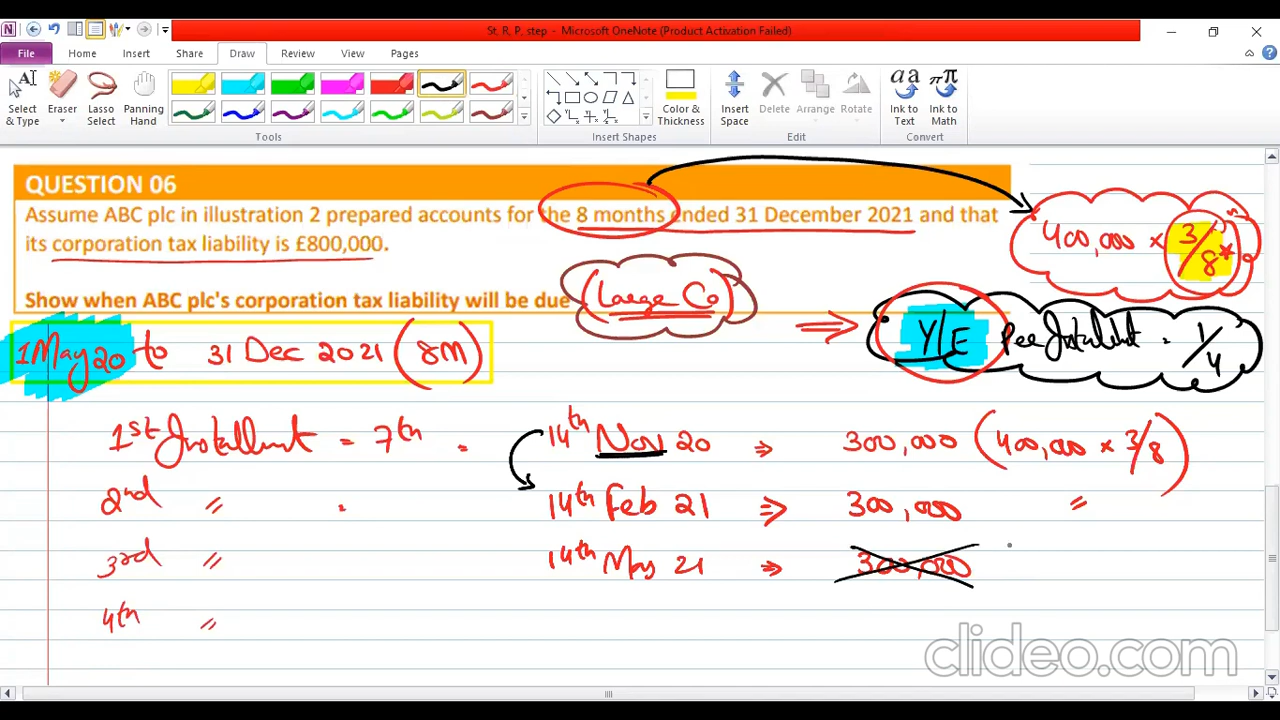 St, R, P, step - Microsoft OneNote (Product Activation Failed)
File Home Insert Share Draw Review View Pages
Select & Type Eraser Lasso Select Panning Hand Color & Thickness Insert Space Delete Arrange Rotate Ink to Text Ink to Math
Tools Insert Shapes Edit Convert
QUESTION 06
Assume ABC plc in illustration 2 prepared accounts for the 8 months ended 31 December 2021 and that
its corporation tax liability is £800,000.
400,000 × 3/8*
Show when ABC plc's corporation tax liability will be due
(Large Co)
1 May 20 to 31 Dec 2021 (8M)
⇒ Y/E Per Installment = 1/4
1st Installment = 7th = 14th Nov 20 ⇒ 300,000 (400,000 × 3/8)
2nd " = 14th Feb 21 ⇒ 300,000 =
3rd " 14th May 21 ⇒ 300,000
4th "
clideo.com